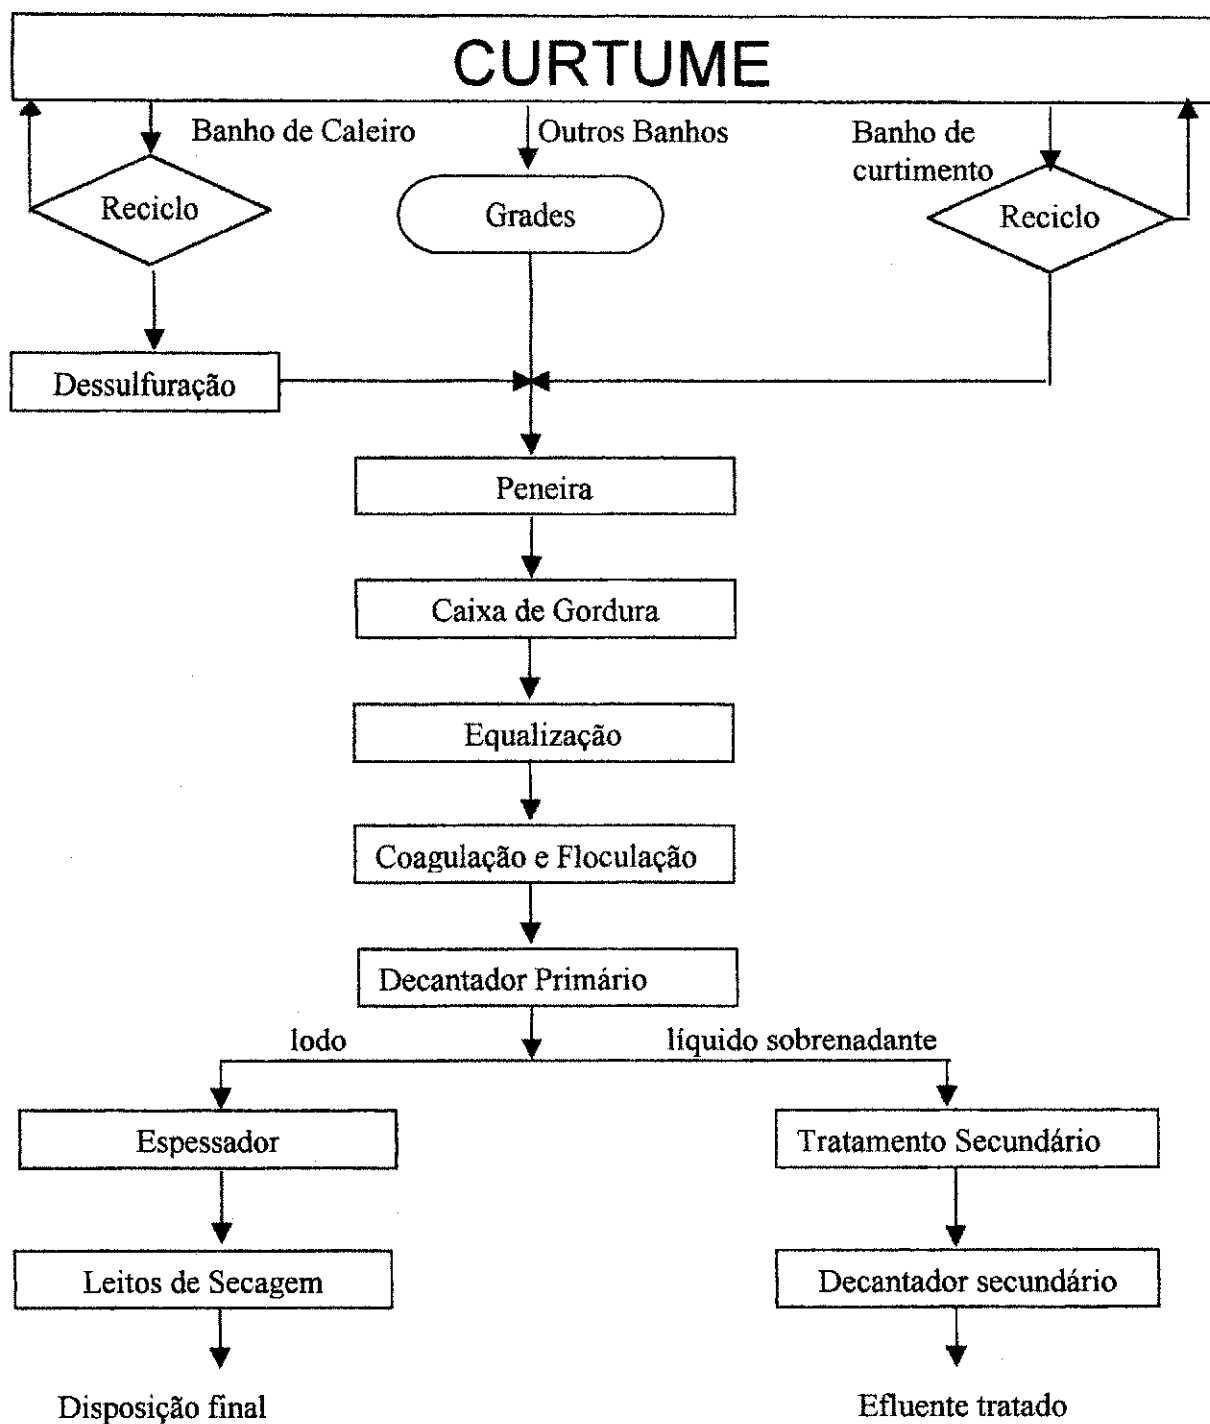 CURTUME
Banho de Caleiro
Outros Banhos
Banho de
curtimento
Reciclo
Grades
Reciclo
Dessulfuração
Peneira
Caixa de Gordura
Equalização
Coagulação e Floculação
Decantador Primário
lodo
líquido sobrenadante
Espessador
Tratamento Secundário
Leitos de Secagem
Decantador secundário
Disposição final
Efluente tratado